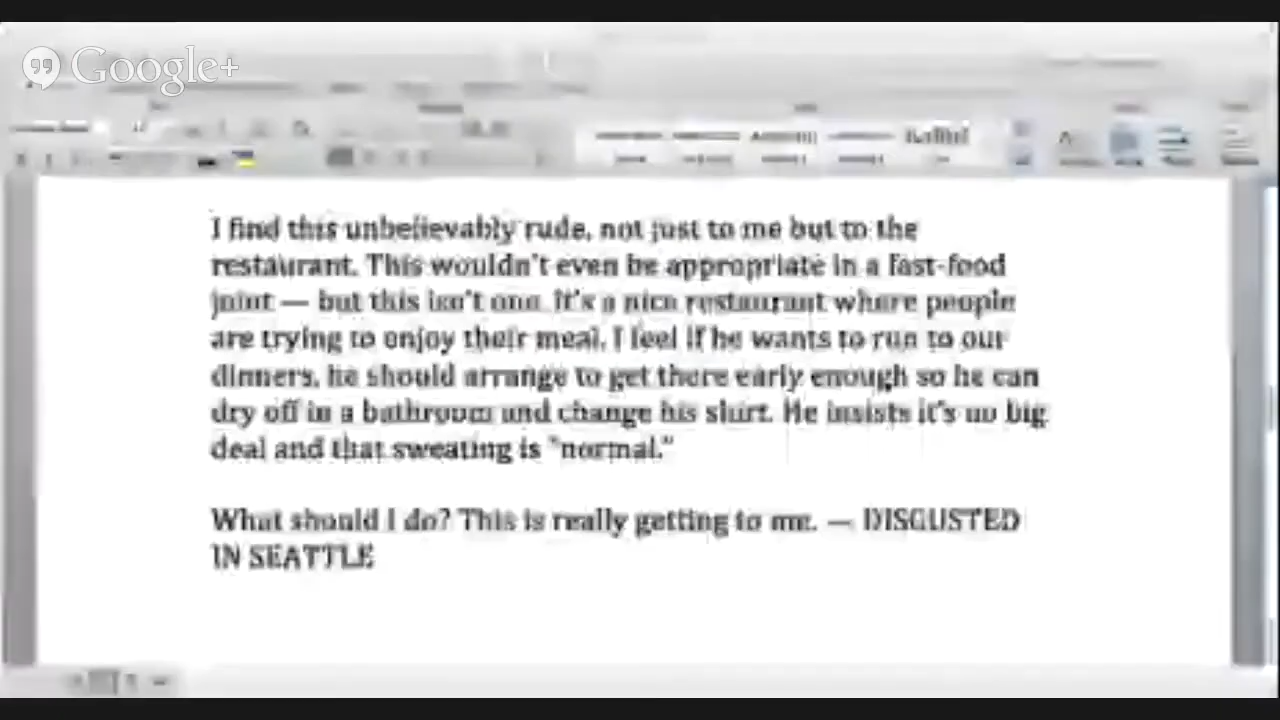 Google+
I find this unbelievably rude, not just to me but to the
restaurant. This wouldn't even be appropriate in a fast-food
joint — but this isn't one. It's a nice restaurant where people
are trying to enjoy their meal. I feel if he wants to run to our
dinners, he should arrange to get there early enough so he can
dry off in a bathroom and change his shirt. He insists it's no big
deal and that sweating is "normal."
What should I do? This is really getting to me. — DISGUSTED
IN SEATTLE